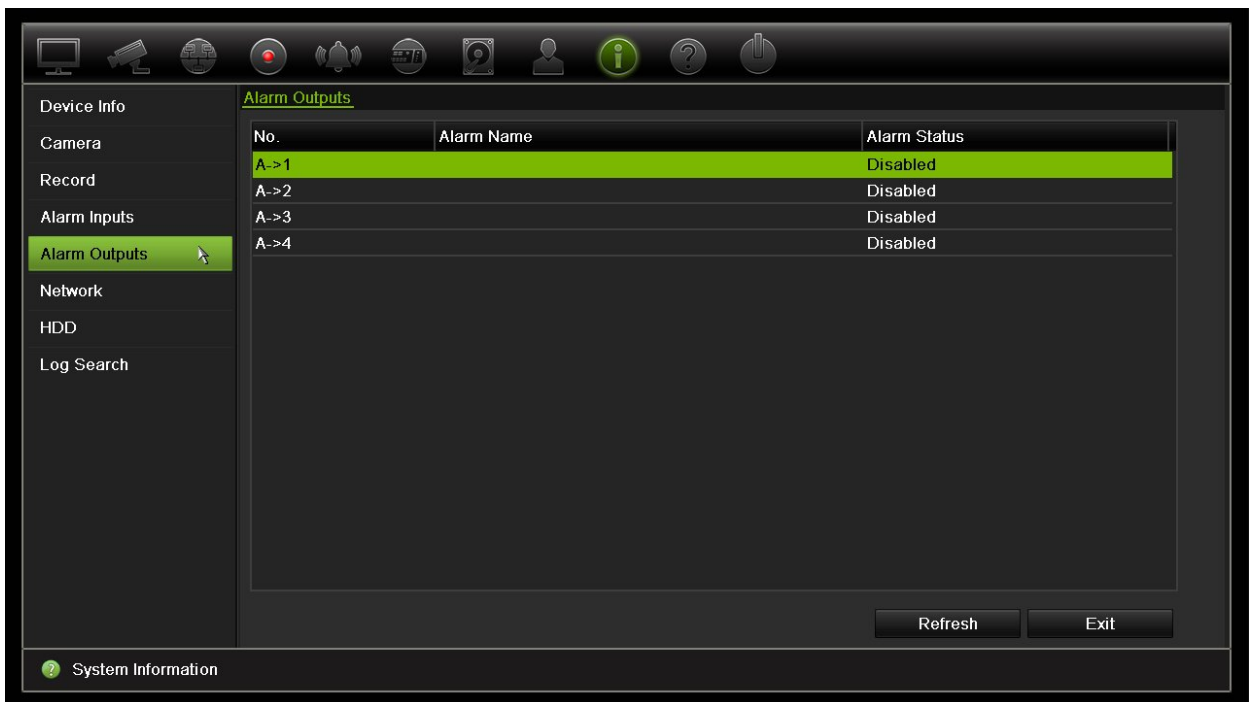 Device Info
Camera
Record
Alarm Inputs
Alarm Outputs
Network
HDD
Log Search
Alarm Outputs
No. Alarm Name Alarm Status
A->1 Disabled
A->2 Disabled
A->3 Disabled
A->4 Disabled
Refresh Exit
System Information